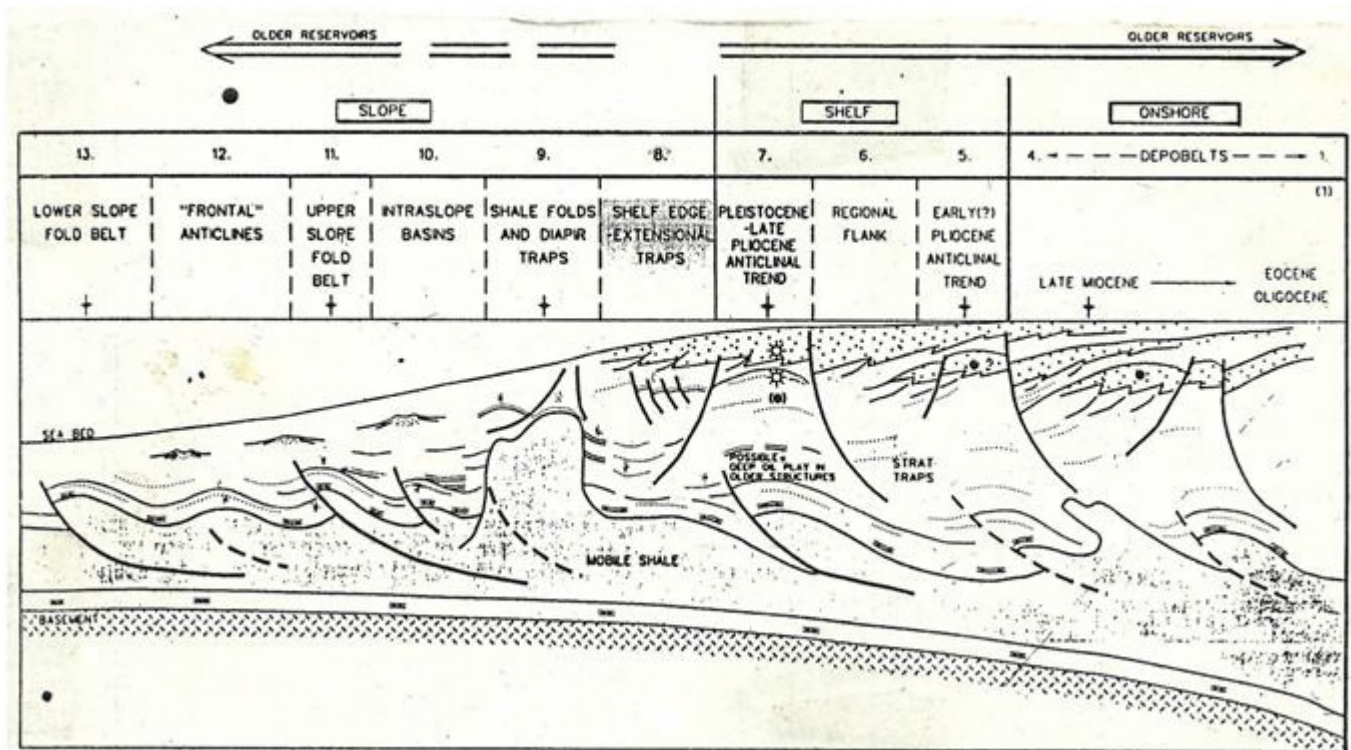 OLDER RESERVOIRS
OLDER RESERVOIRS
SLOPE
SHELF
ONSHORE
13.
12.
11.
10.
9.
8.
7.
6.
5.
4.
DEPOBELTS
1.
(1)
LOWER SLOPE
FOLD BELT
"FRONTAL"
ANTICLINES
UPPER
SLOPE
FOLD
BELT
INTRASLOPE
BASINS
SHALE FOLDS
AND DIAPIR
TRAPS
SHELF EDGE
-EXTENSIONAL
TRAPS
PLEISTOCENE
-LATE
PLIOCENE
ANTICLINAL
TREND
REGIONAL
FLANK
EARLY(?)
PLIOCENE
ANTICLINAL
TREND
LATE MIOCENE
EOCENE
OLIGOCENE
SEA BED
?
POSSIBLE
DEEP OIL PLAY IN
OLDER STRUCTURES
STRAT-
TRAPS
MOBILE SHALE
BASEMENT